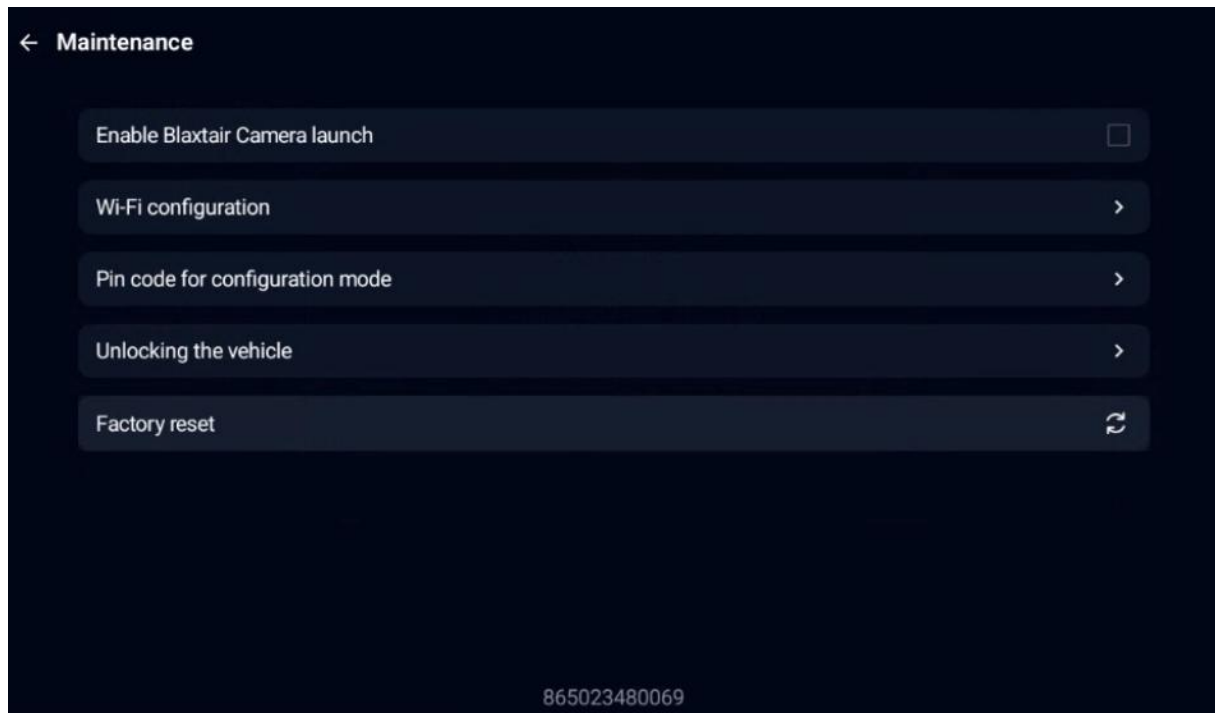 Maintenance
Enable Blaxtair Camera launch
Wi-Fi configuration
Pin code for configuration mode
Unlocking the vehicle
Factory reset
865023480069